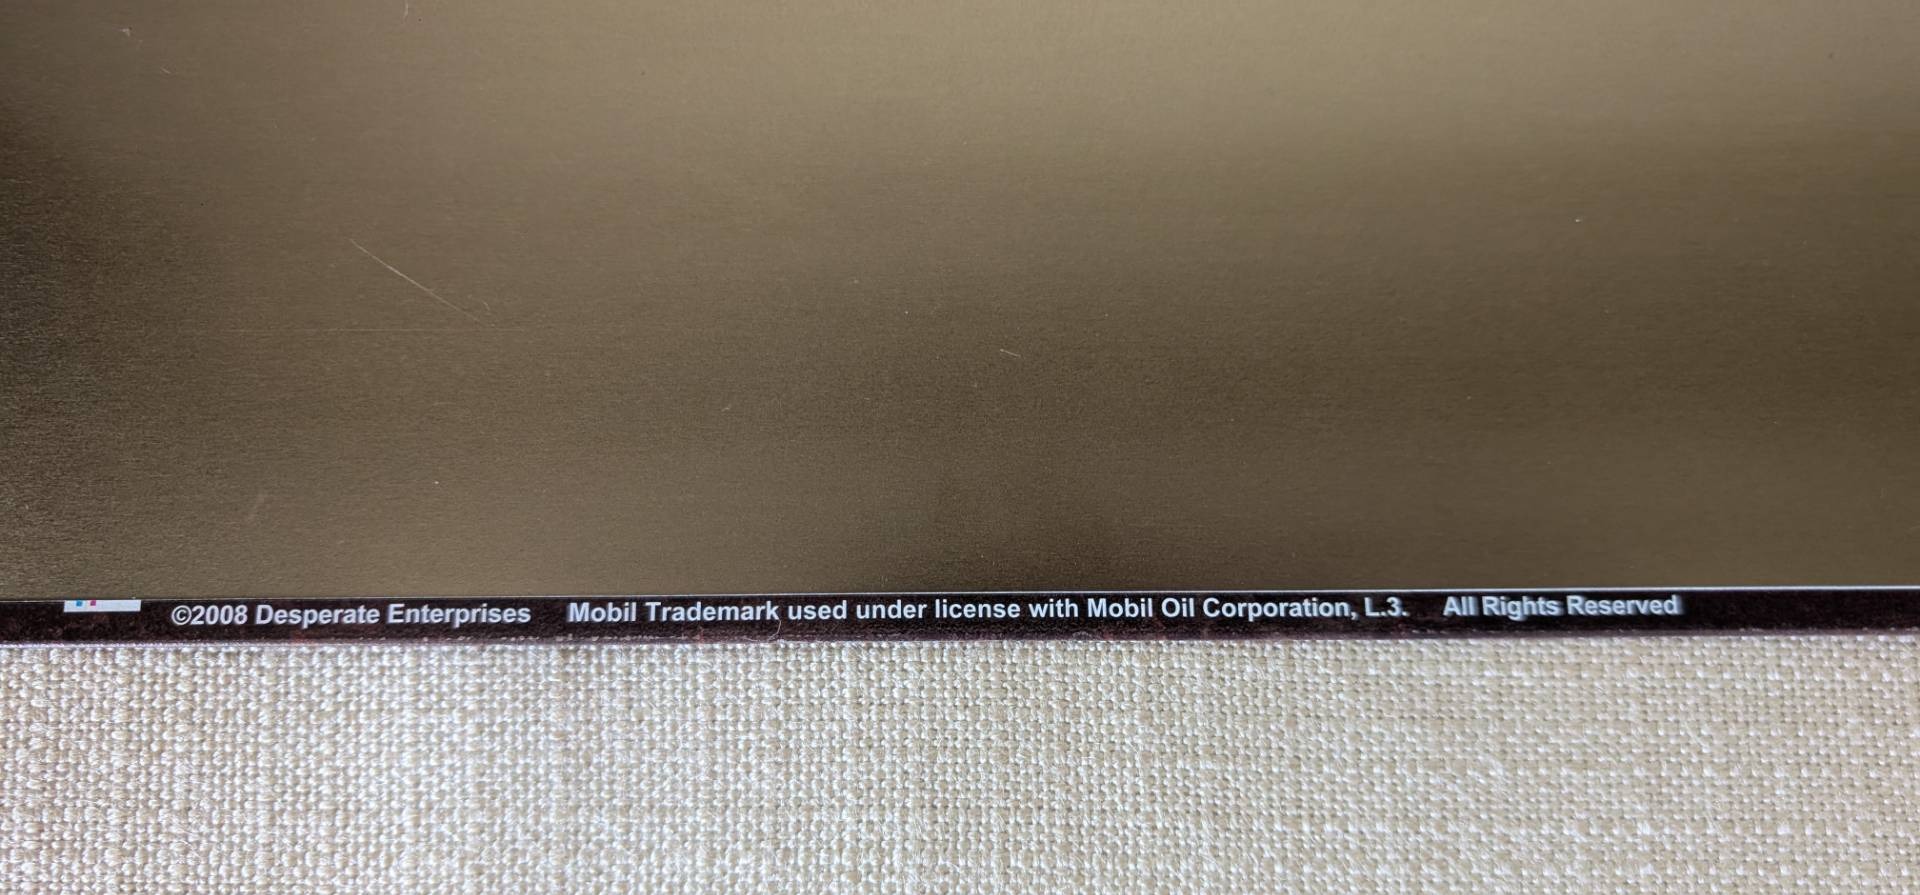 ©2008 Desperate Enterprises Mobil Trademark used under license with Mobil Oil Corporation, L.3. All Rights Reserved